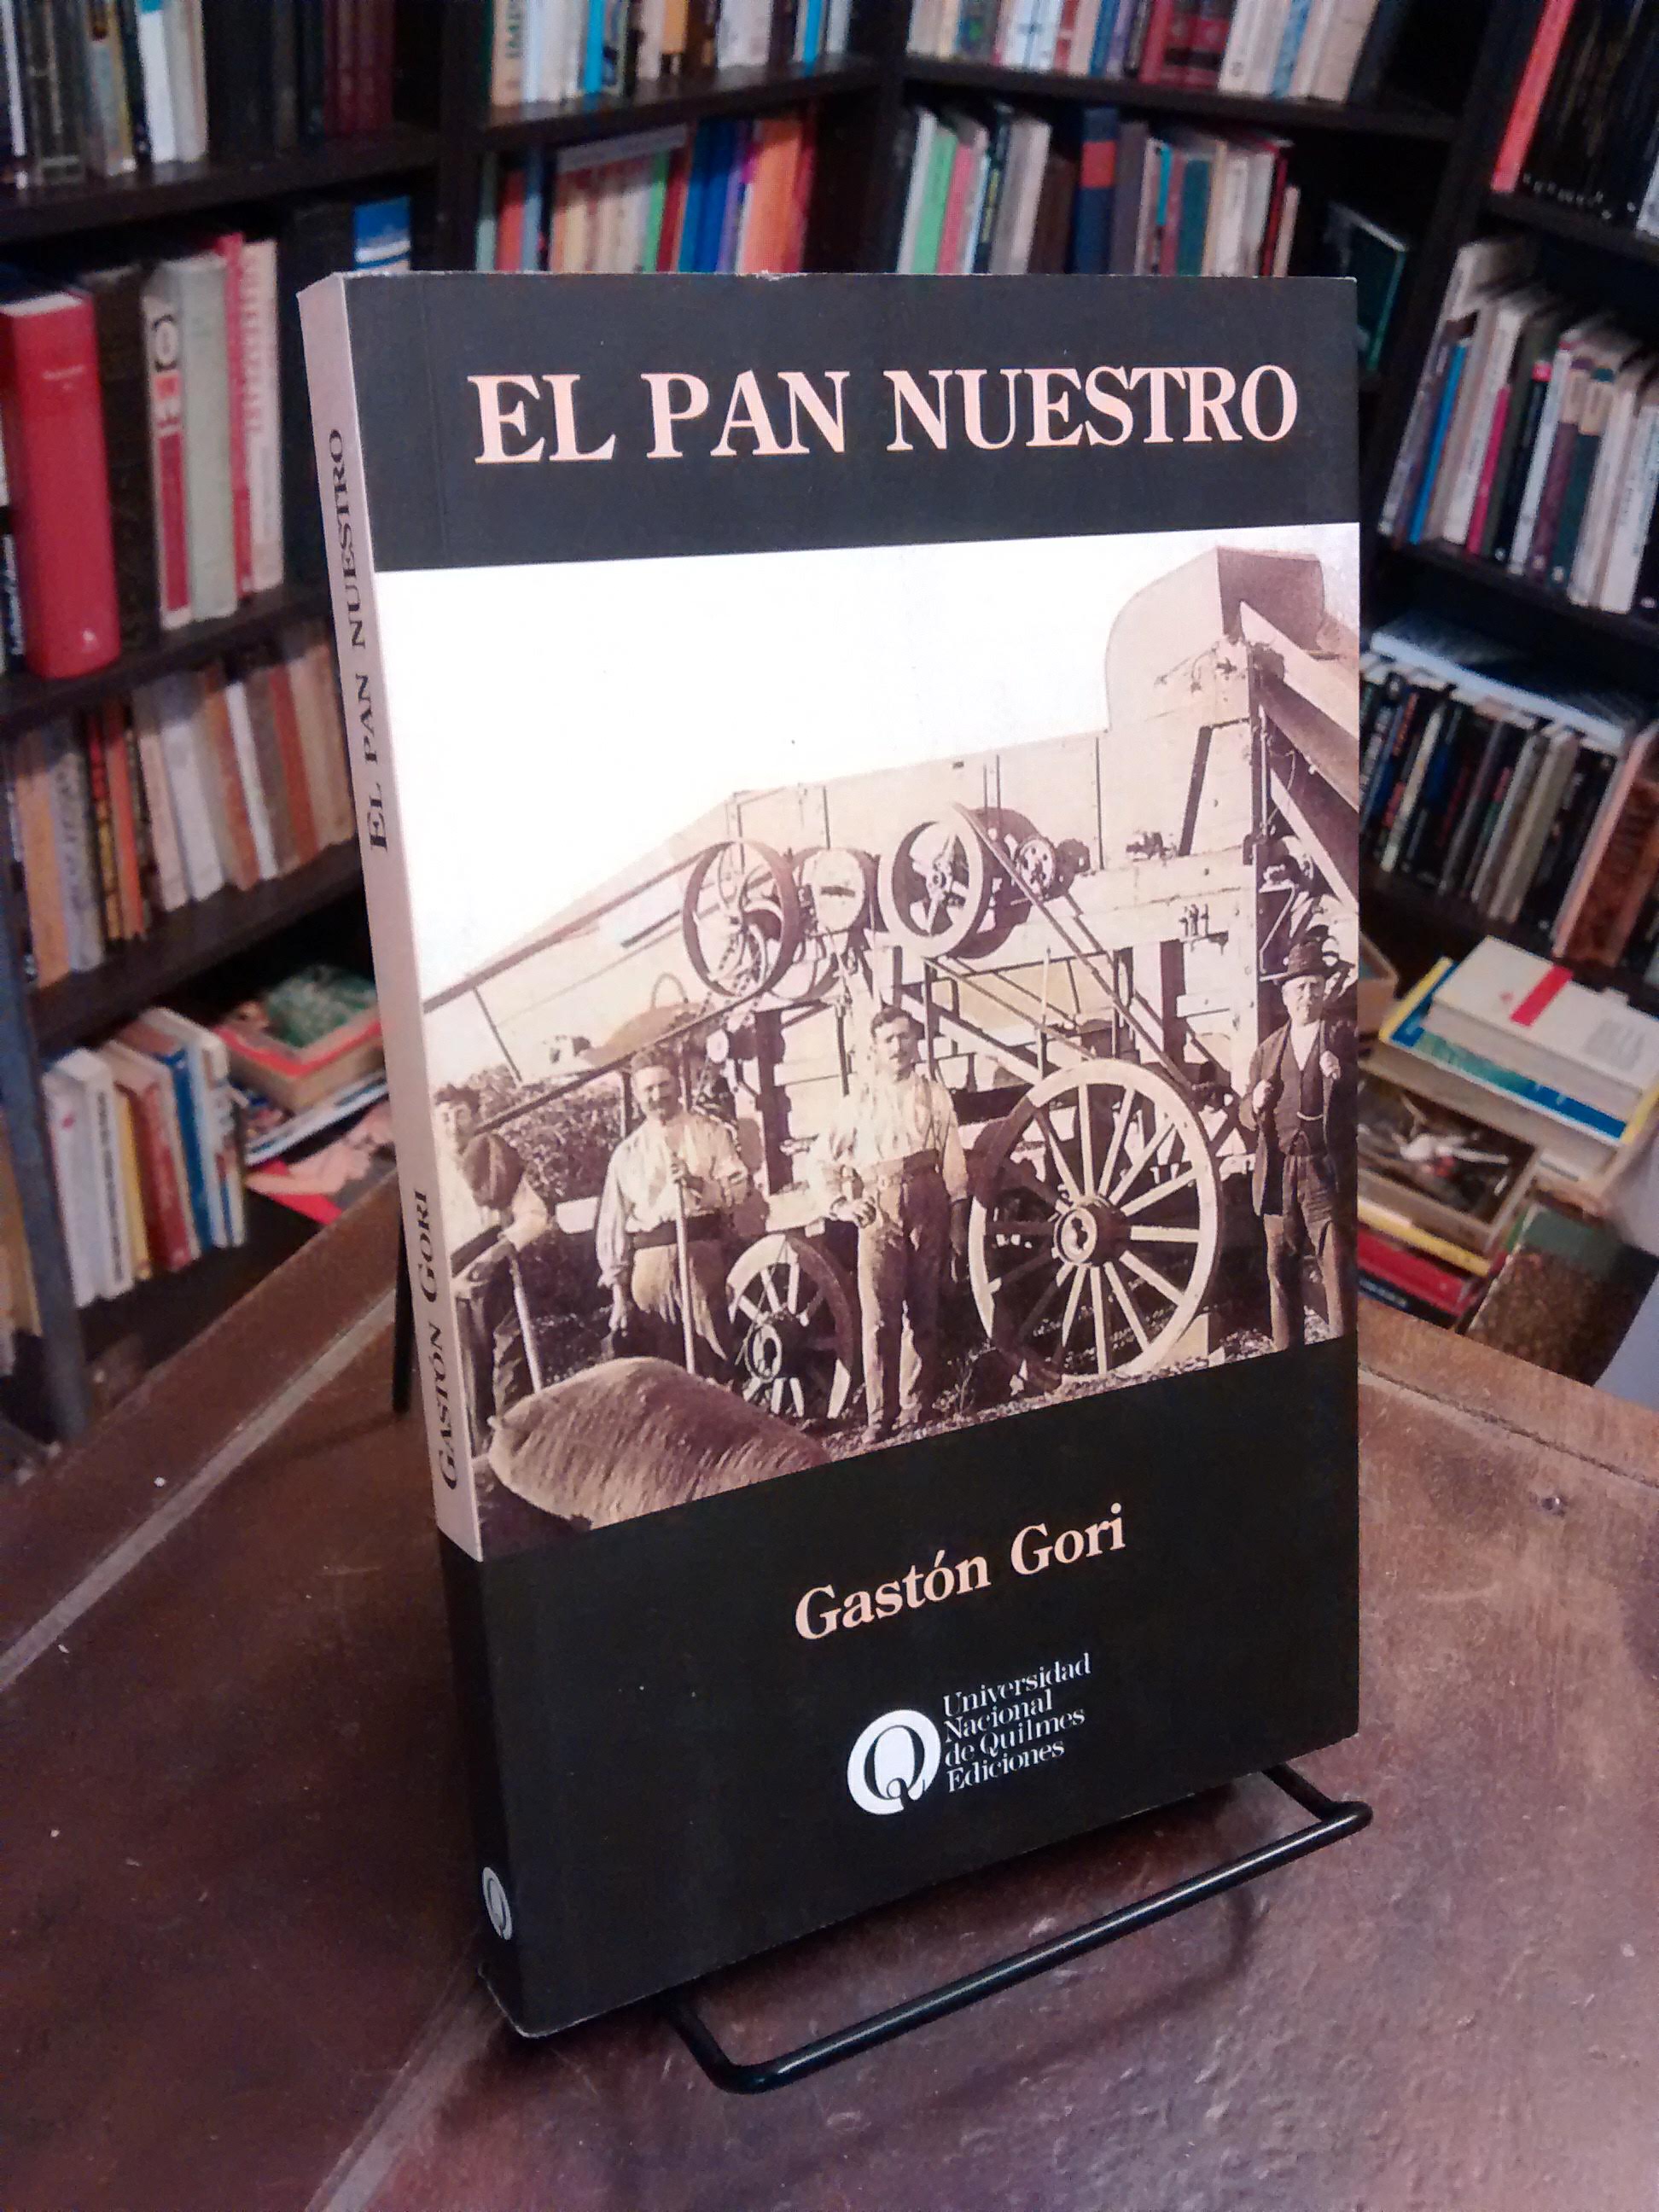 EL PAN NUESTRO
EL PAN NUESTRO
GASTÓN GORI
Gastón Gori
Universidad
Nacional
de Quilmes
Ediciones